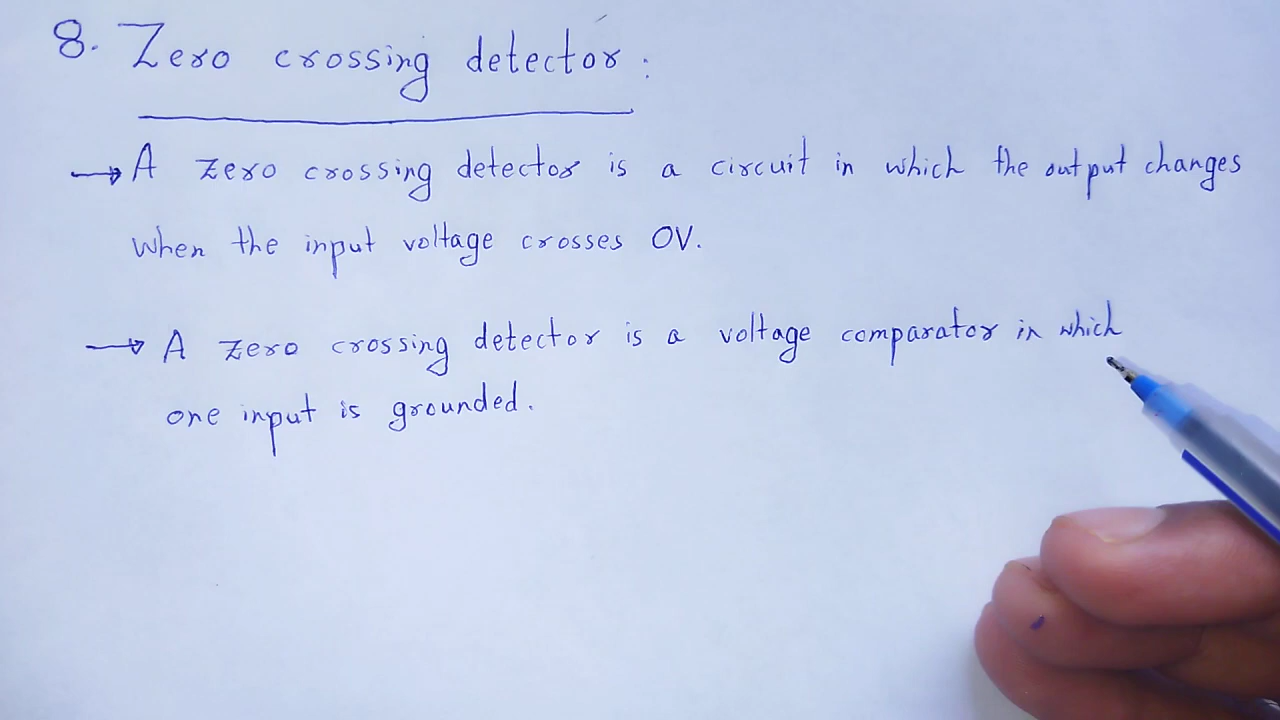 8. Zero crossing detector :
→ A zero crossing detector is a circuit in which the output changes
when the input voltage crosses 0V.
→ A zero crossing detector is a voltage comparator in which
one input is grounded.